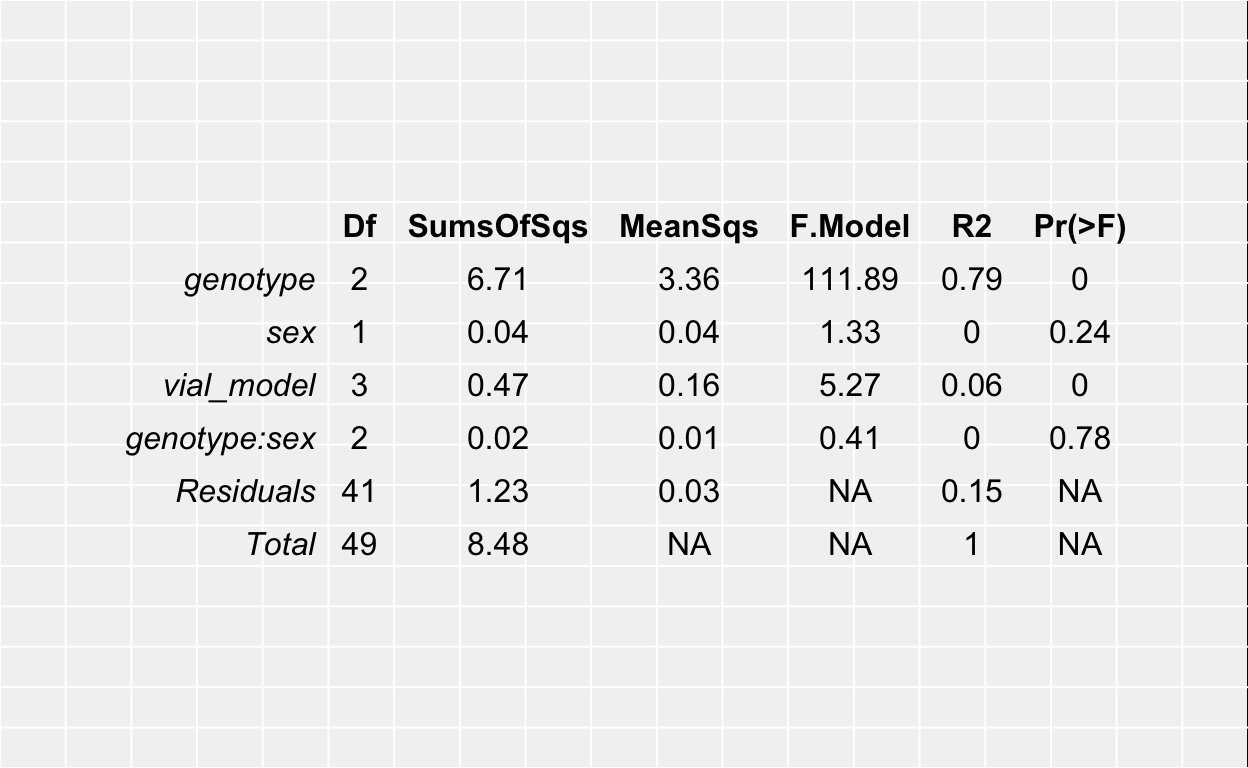 Df SumsOfSqs MeanSqs F.Model R2 Pr(>F)
genotype 2 6.71 3.36 111.89 0.79 0
sex 1 0.04 0.04 1.33 0 0.24
vial_model 3 0.47 0.16 5.27 0.06 0
genotype:sex 2 0.02 0.01 0.41 0 0.78
Residuals 41 1.23 0.03 NA 0.15 NA
Total 49 8.48 NA NA 1 NA